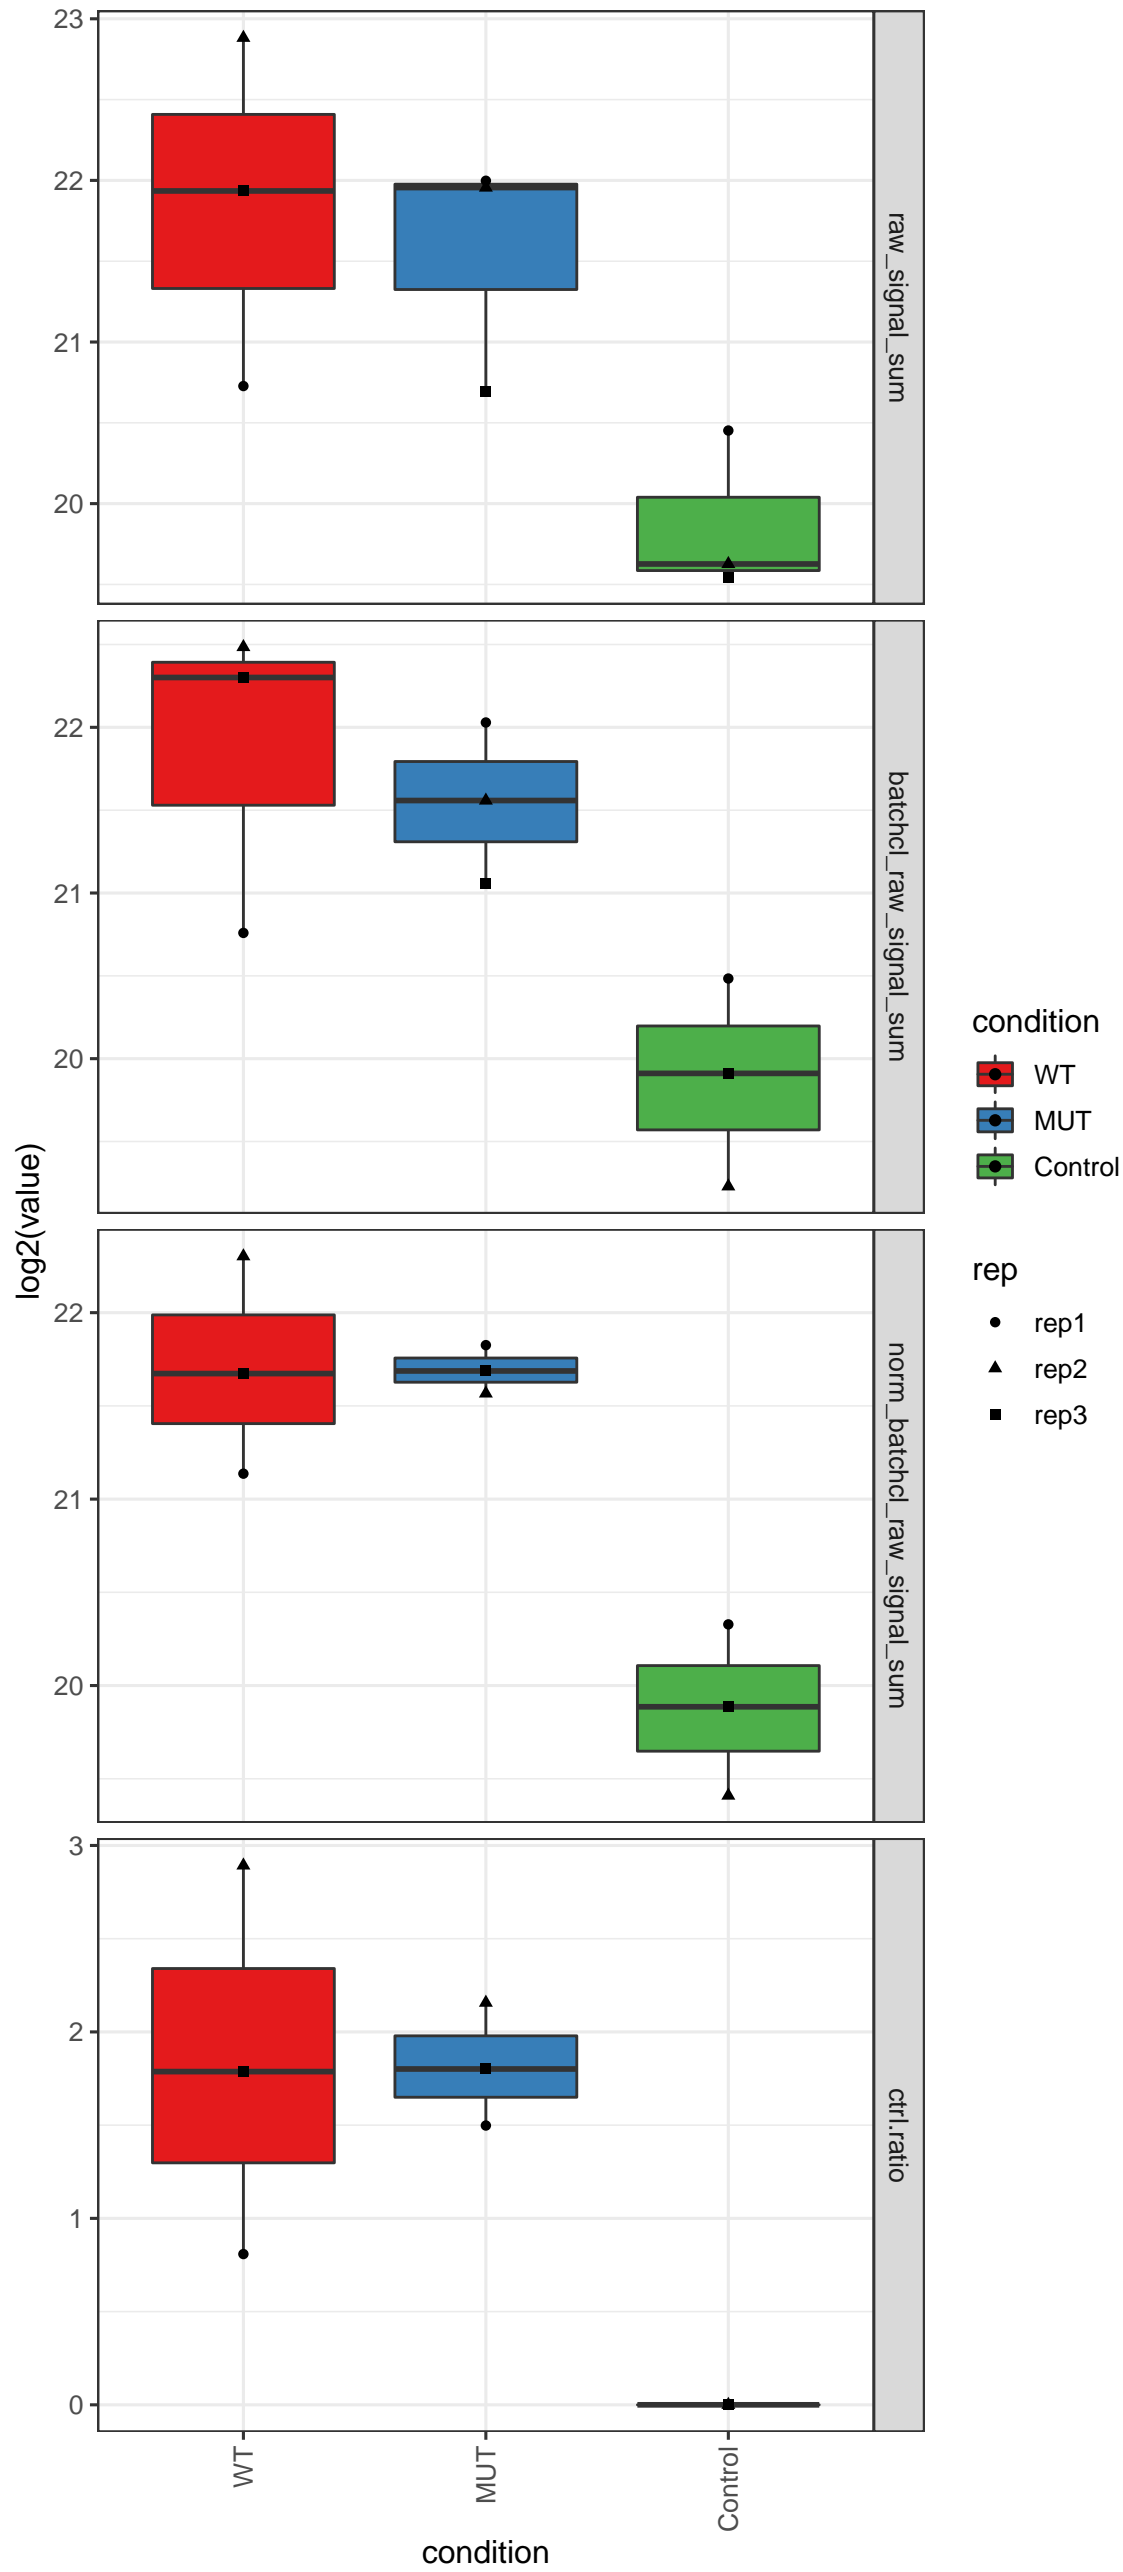 log2(value)
23
22
21
20
raw_signal_sum
22
21
20
batchcl_raw_signal_sum
22
21
20
norm_batchcl_raw_signal_sum
3
2
1
0
ctrl.ratio
WT
MUT
Control
condition
condition
WT
MUT
Control
rep
rep1
rep2
rep3